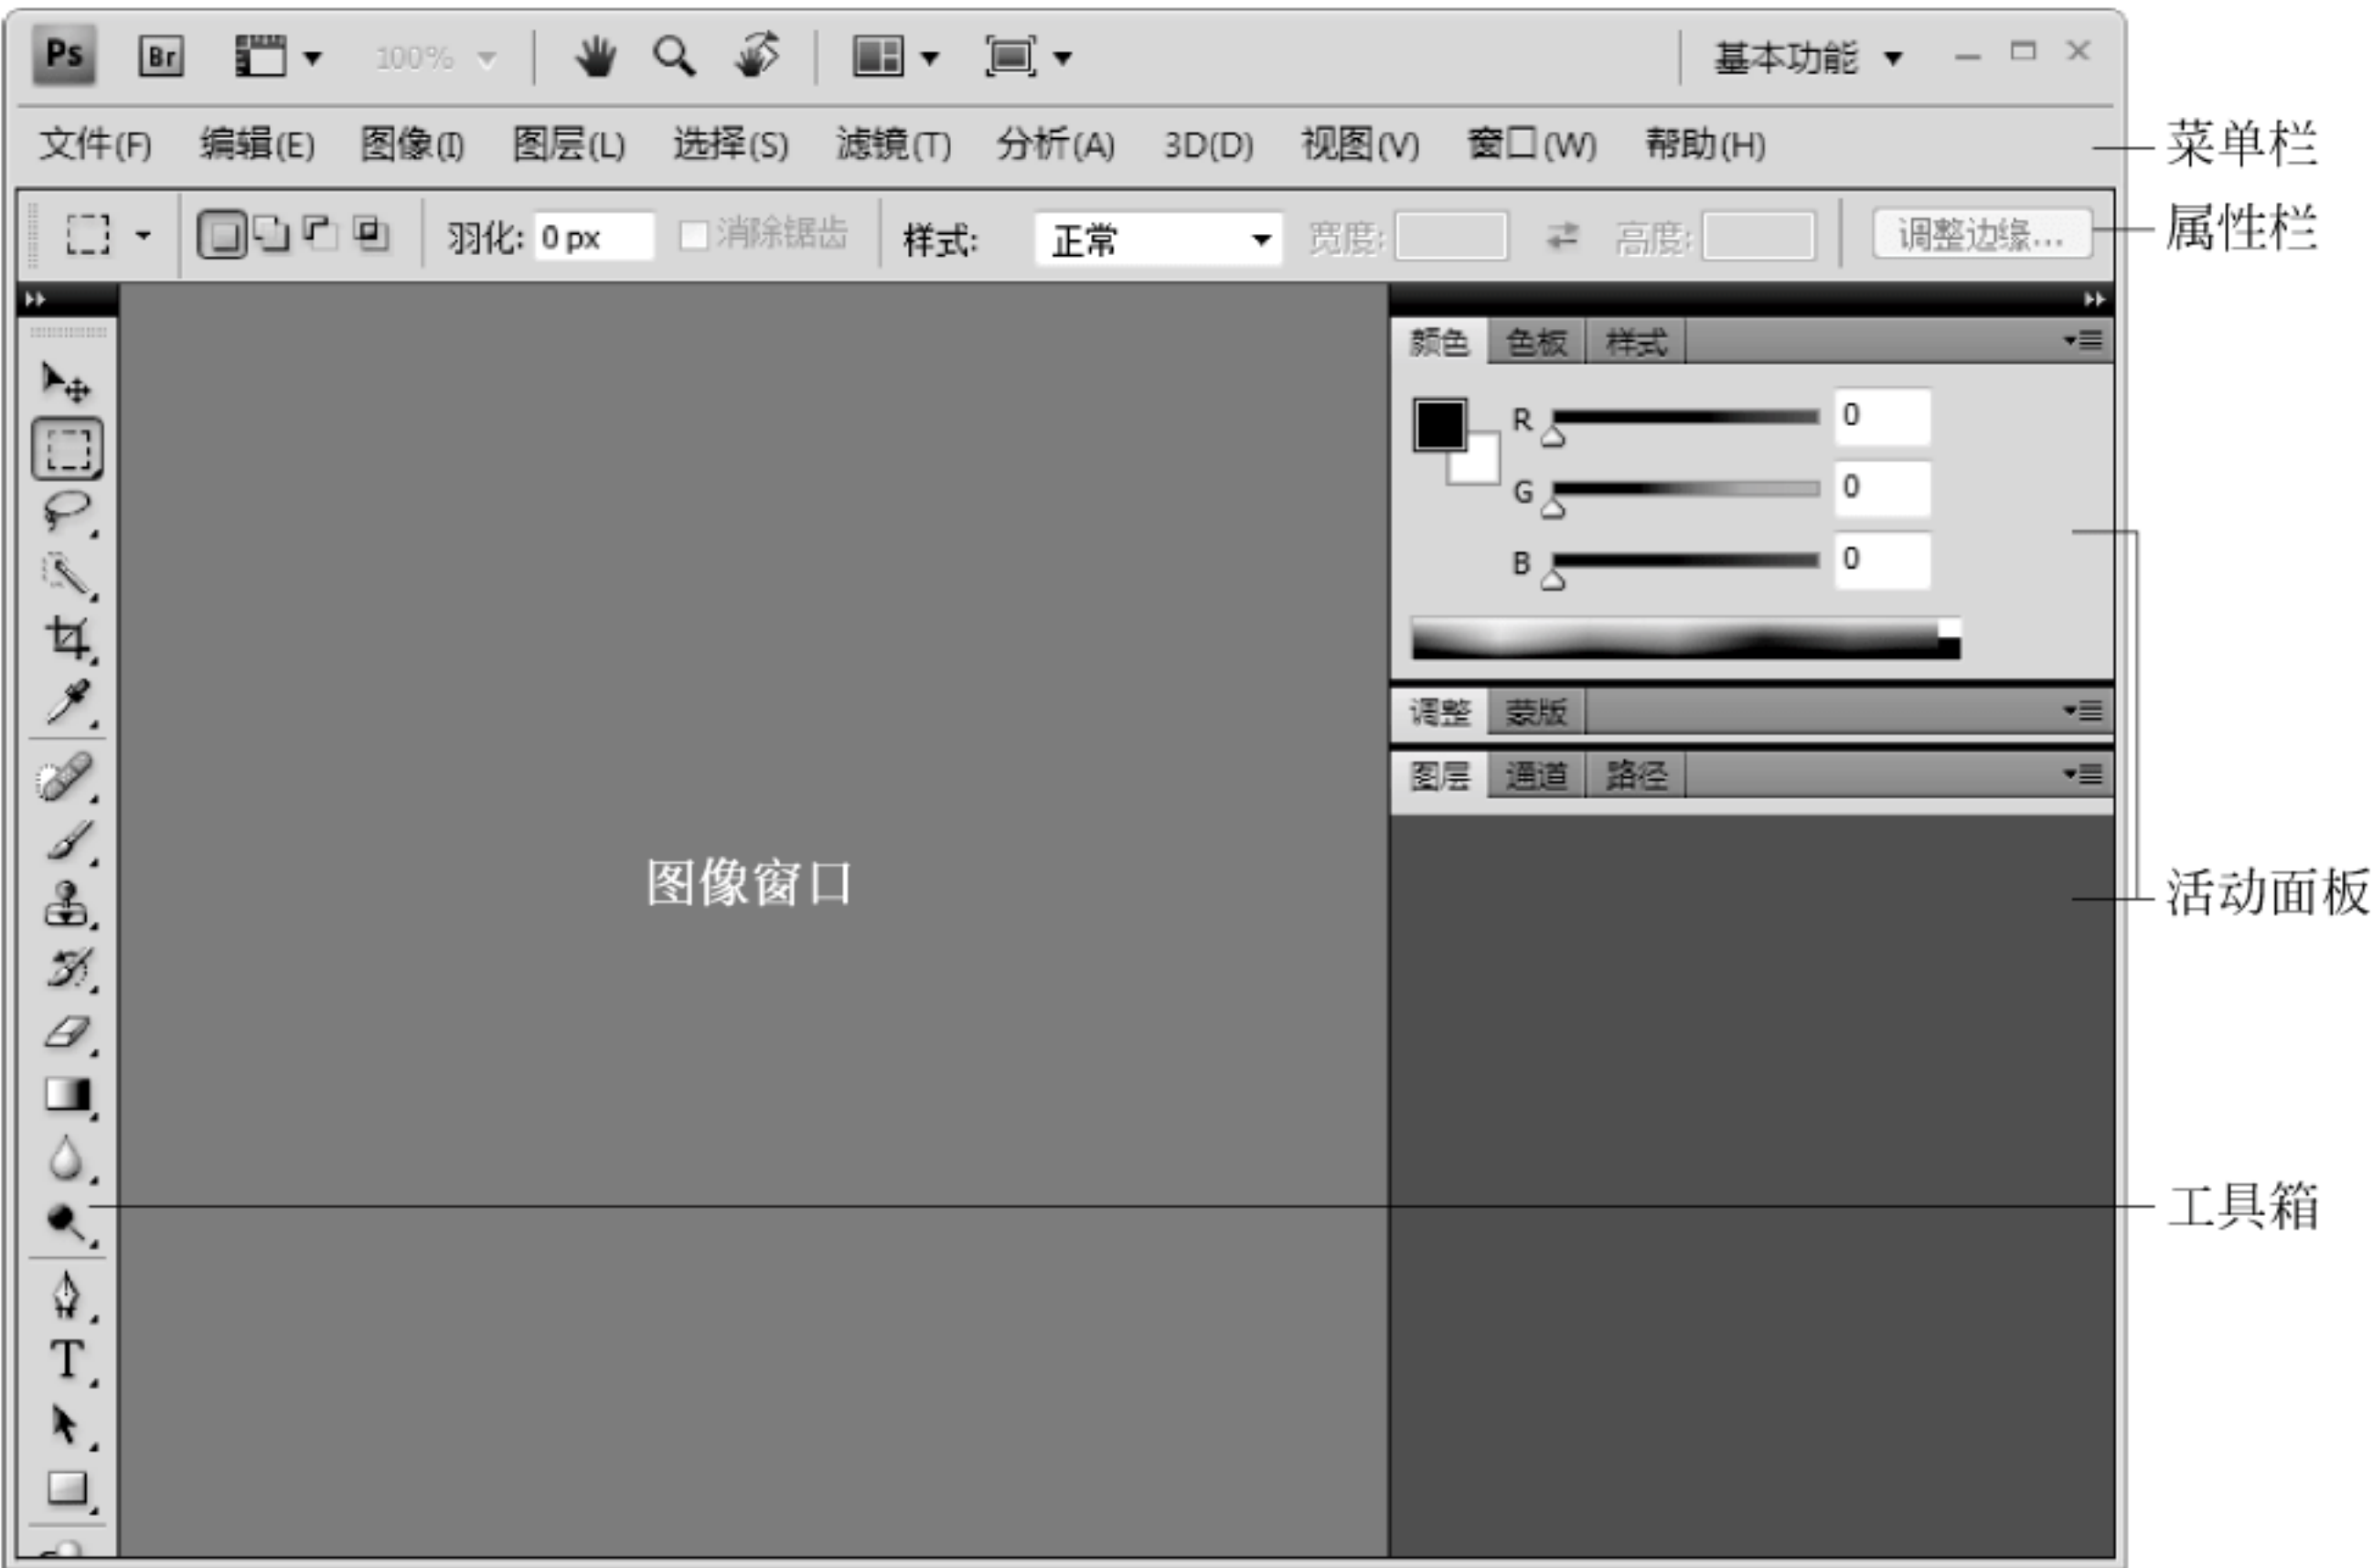 Ps Br 100% 基本功能
文件(F) 编辑(E) 图像(I) 图层(L) 选择(S) 滤镜(T) 分析(A) 3D(D) 视图(V) 窗口(W) 帮助(H)
菜单栏
羽化: 0 px 消除锯齿 样式: 正常 宽度: 高度: 调整边缘...
属性栏
颜色 色板 样式
R 0
G 0
B 0
调整 蒙版
图层 通道 路径
图像窗口
活动面板
工具箱
T